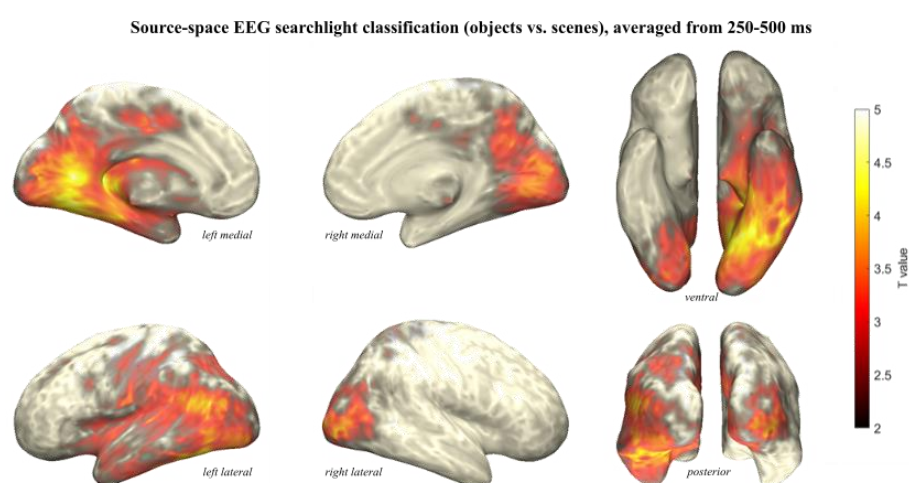 Source-space EEG searchlight classification (objects vs. scenes), averaged from 250-500 ms
left medial
right medial
ventral
left lateral
right lateral
posterior
5
4.5
4
3.5
3
2.5
2
T value